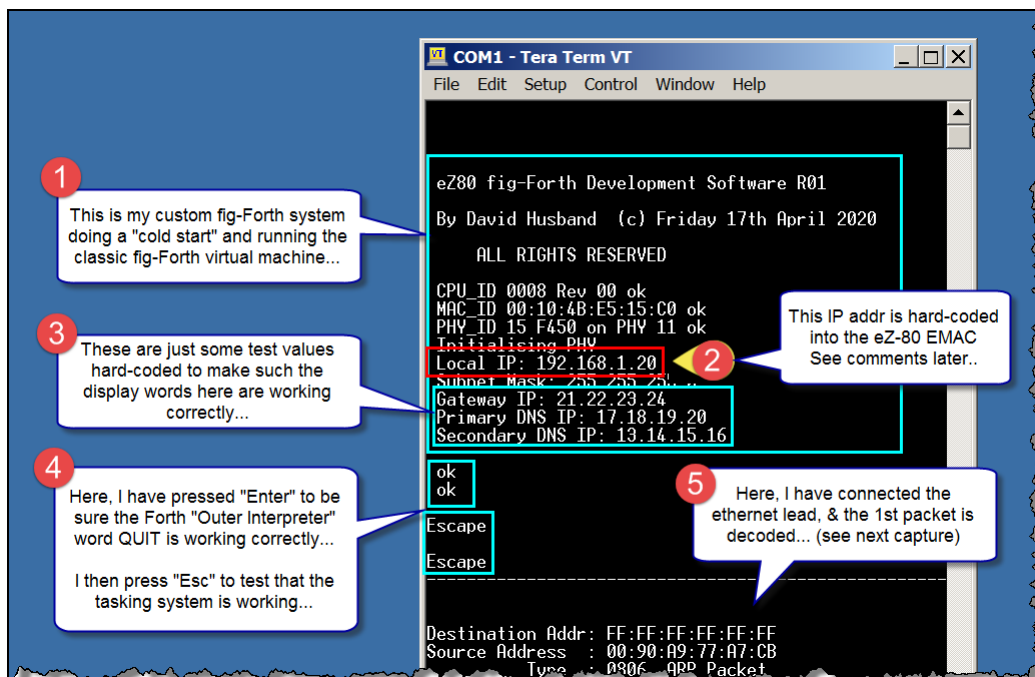 COM1 - Tera Term VT
File Edit Setup Control Window Help
1
This is my custom fig-Forth system
doing a "cold start" and running the
classic fig-Forth virtual machine...
eZ80 fig-Forth Development Software R01
By David Husband (c) Friday 17th April 2020
ALL RIGHTS RESERVED
CPU_ID 0008 Rev 00 ok
MAC_ID 00:10:4B:E5:15:C0 ok
PHY_ID 15 F450 on PHY 11 ok
Initialising PHY
Local IP: 192.168.1.20
Subnet Mask: 255 255
Gateway IP: 21.22.23.24
Primary DNS IP: 17.18.19.20
Secondary DNS IP: 13.14.15.16
2
This IP addr is hard-coded
into the eZ-80 EMAC
See comments later..
3
These are just some test values
hard-coded to make such the
display words here are working
correctly...
4
Here, I have pressed "Enter" to be
sure the Forth "Outer Interpreter"
word QUIT is working correctly...
I then press "Esc" to test that the
tasking system is working...
ok
ok
Escape
Escape
5
Here, I have connected the
ethernet lead, & the 1st packet is
decoded... (see next capture)
Destination Addr: FF:FF:FF:FF:FF:FF
Source Address : 00:90:A9:77:A7:CB
Type : 0806 ARP Packet